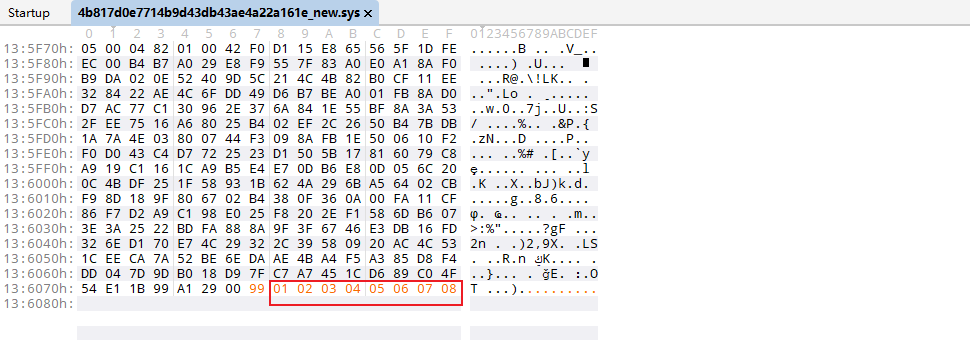 Startup 4b817d0e7714b9d43db43ae4a22a161e_new.sys ×
0 1 2 3 4 5 6 7 8 9 A B C D E F 0123456789ABCDEF
13:5F70h: 05 00 04 82 01 00 42 F0 D1 15 E8 65 56 5F 1D FE ......B.. .V_..
13:5F80h: EC 00 B4 B7 A0 29 E8 F9 55 7F 83 A0 E0 A1 8A F0
13:5F90h: B9 DA 02 0E 52 40 9D 5C 21 4C 4B 82 B0 CF 11 EE
13:5FA0h: 32 84 22 AE 4C 6F DD 49 D6 B7 BE A0 01 FB 8A D0
13:5FB0h: D7 AC 77 C1 30 96 2E 37 6A 84 1E 55 BF 8A 3A 53
13:5FC0h: 2F EE 75 16 A6 80 25 B4 02 EF 2C 26 50 B4 7B DB
13:5FD0h: 1A 7A 4E 03 80 07 44 F3 09 8A FB 1E 50 06 10 F2
13:5FE0h: F0 D0 43 C4 D7 72 25 23 D1 50 5B 17 81 60 79 C8
13:5FF0h: A9 19 C1 16 1C A9 B5 E4 E7 0D B6 E8 0D 05 6C 20
13:6000h: 0C 4B DF 25 1F 58 93 1B 62 4A 29 6B A5 64 02 CB
13:6010h: F9 8D 18 9F 80 67 02 B4 38 0F 36 0A 00 FA 11 CF
13:6020h: 86 F7 D2 A9 C1 98 E0 25 F8 20 2E F1 58 6D B6 07
13:6030h: 3E 3A 25 22 BD FA 88 8A 9F 3F 67 46 E3 DB 16 FD
13:6040h: 32 6E D1 70 E7 4C 29 32 2C 39 58 09 20 AC 4C 53
13:6050h: 1C EE CA 7A 52 BE 6E DA AE 4B A4 F5 A3 85 D8 F4
13:6060h: DD 04 7D 9D B0 18 D9 7F C7 A7 45 1C D6 89 C0 4F
13:6070h: 54 E1 1B 99 A1 29 00 99 01 02 03 04 05 06 07 08 T ...)..........
13:6080h: